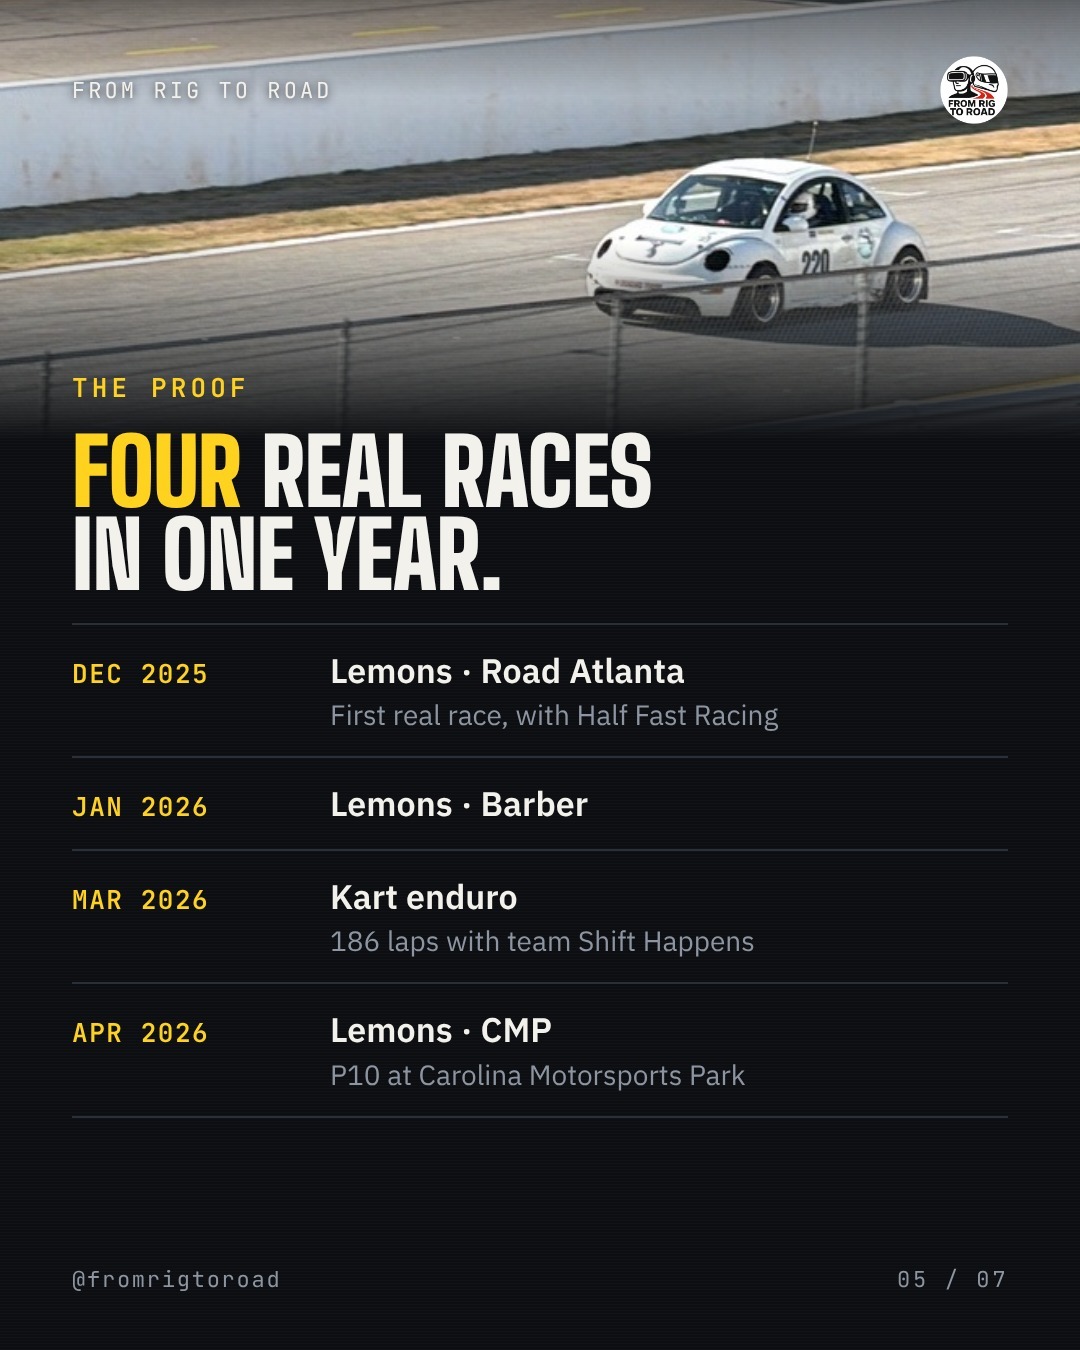 FROM RIG TO ROAD
FROM RIG
TO ROAD
220
THE PROOF
FOUR REAL RACES
IN ONE YEAR.
DEC 2025
Lemons · Road Atlanta
First real race, with Half Fast Racing
JAN 2026
Lemons · Barber
MAR 2026
Kart enduro
186 laps with team Shift Happens
APR 2026
Lemons · CMP
P10 at Carolina Motorsports Park
@fromrigtoroad
05 / 07